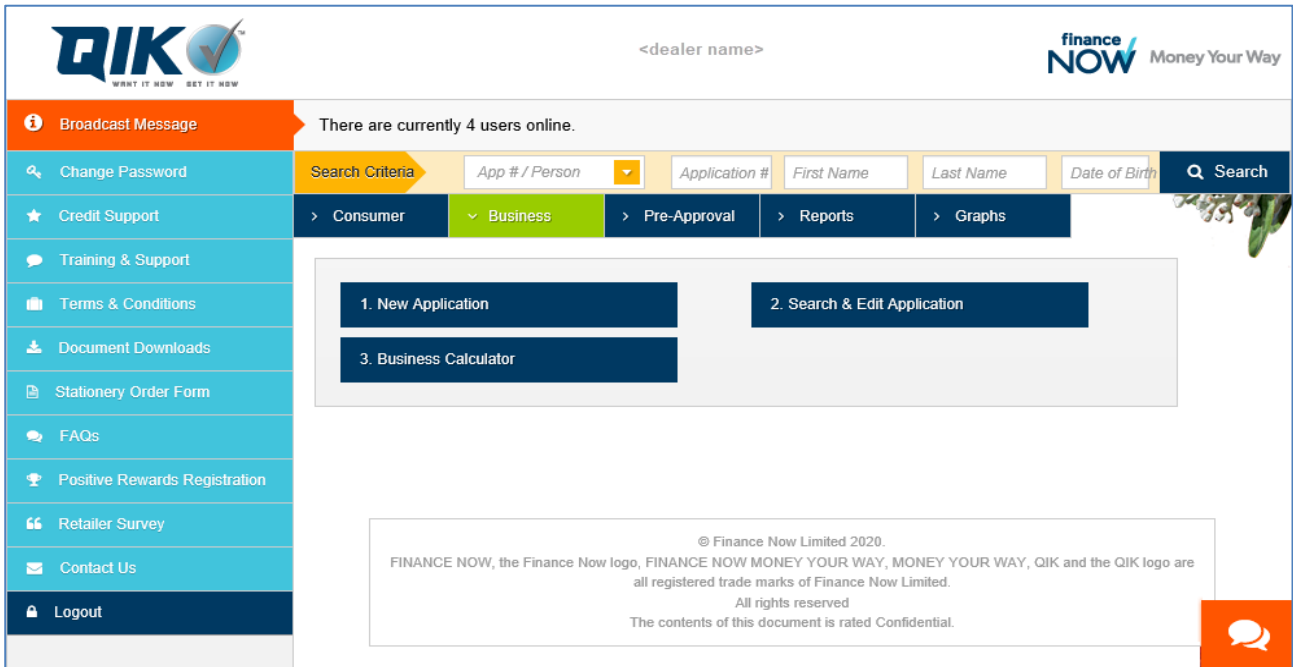 QIK™
WANT IT NOW GET IT NOW
<dealer name>
finance
NOW
Money Your Way
Broadcast Message
There are currently 4 users online.
Change Password
Search Criteria
App # / Person
Application #
First Name
Last Name
Date of Birth
Search
Credit Support
Consumer
Business
Pre-Approval
Reports
Graphs
Training & Support
Terms & Conditions
1. New Application
2. Search & Edit Application
Document Downloads
3. Business Calculator
Stationery Order Form
FAQs
Positive Rewards Registration
Retailer Survey
Contact Us
Logout
© Finance Now Limited 2020.
FINANCE NOW, the Finance Now logo, FINANCE NOW MONEY YOUR WAY, MONEY YOUR WAY, QIK and the QIK logo are
all registered trade marks of Finance Now Limited.
All rights reserved
The contents of this document is rated Confidential.